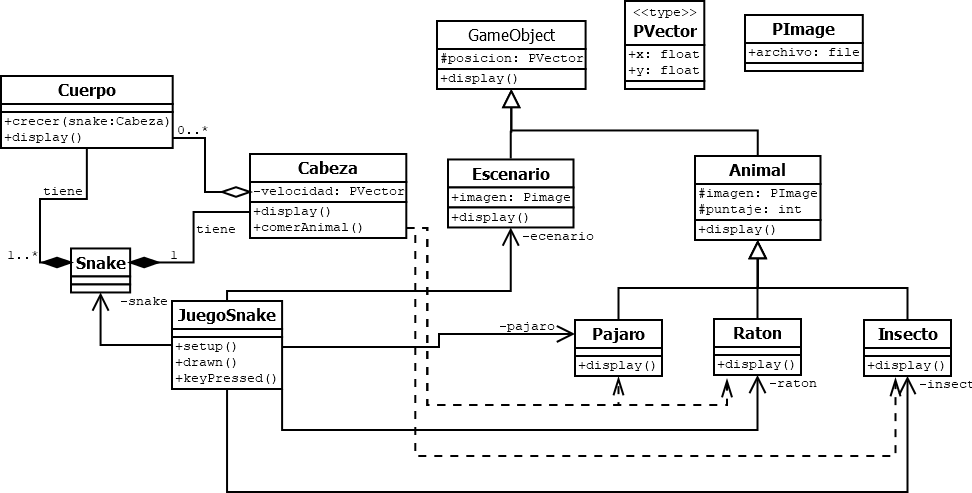 GameObject
#posicion: PVector
+display()
<<type>>
PVector
+x: float
+y: float
PImage
+archivo: file
Cuerpo
+crecer(snake:Cabeza)
+display()
0..*
tiene
1..*
Cabeza
-velocidad: PVector
+display()
+comerAnimal()
tiene
1
Snake
-snake
Escenario
+imagen: Pimage
+display()
-ecenario
Animal
#imagen: PImage
#puntaje: int
+display()
JuegoSnake
+setup()
+drawn()
+keyPressed()
-pajaro
Pajaro
+display()
Raton
+display()
-raton
Insecto
+display()
-insect